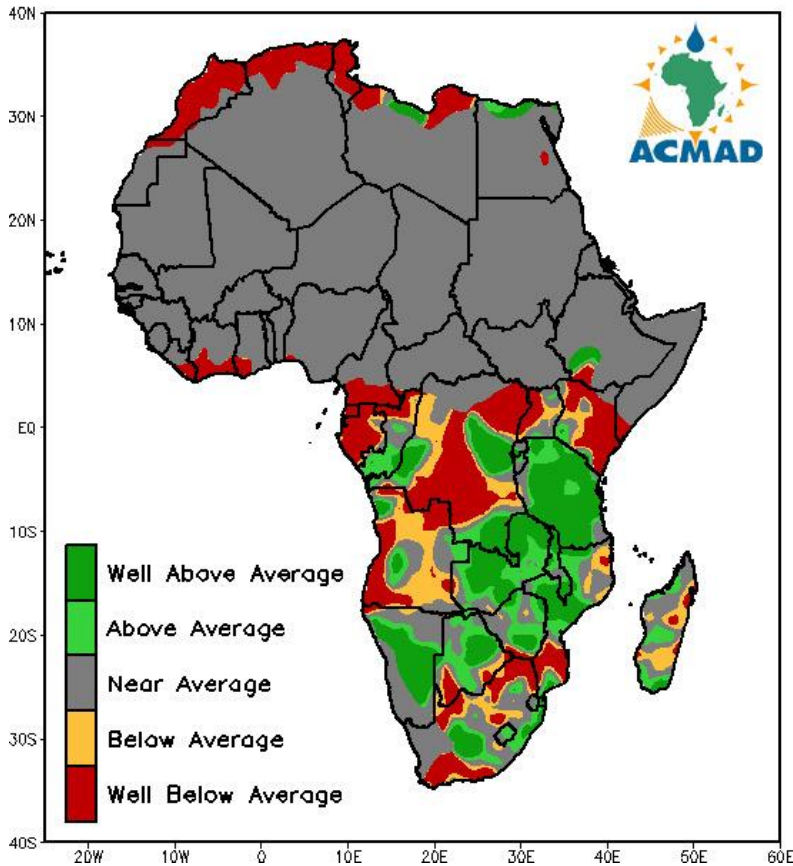 40N
ACMAD
30N
20N
10N
EQ
10S
Well Above Average
Above Average
20S
Near Average
Below Average
30S
Well Below Average
40S
20W 10W 0 10E 20E 30E 40E 50E 60E